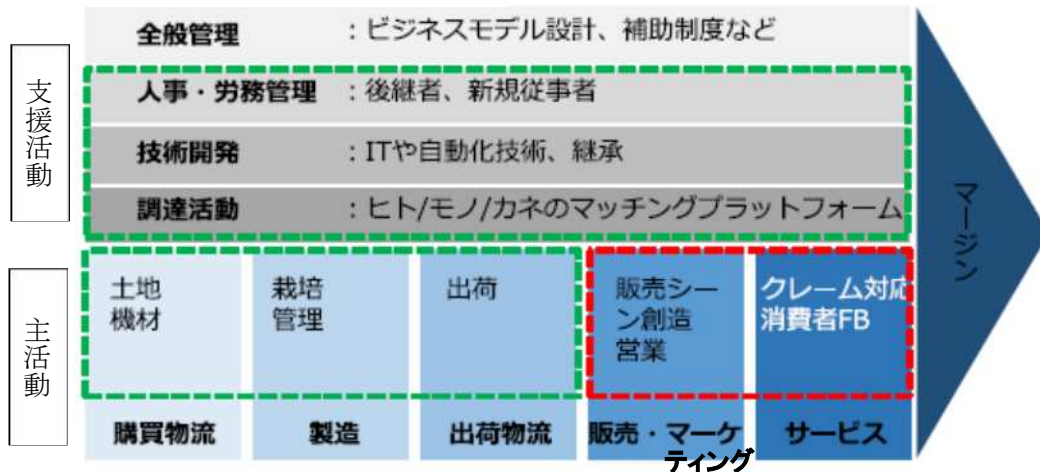 支援活動
全般管理 :ビジネスモデル設計、補助制度など
人事・労務管理 :後継者、新規従事者
技術開発 :ITや自動化技術、継承
調達活動 :ヒト/モノ/カネのマッチングプラットフォーム
マージン
主活動
土地
機材
栽培
管理
出荷
販売シー
ン創造
営業
クレーム対応
消費者FB
購買物流
製造
出荷物流
販売・マーケ
ティング
サービス